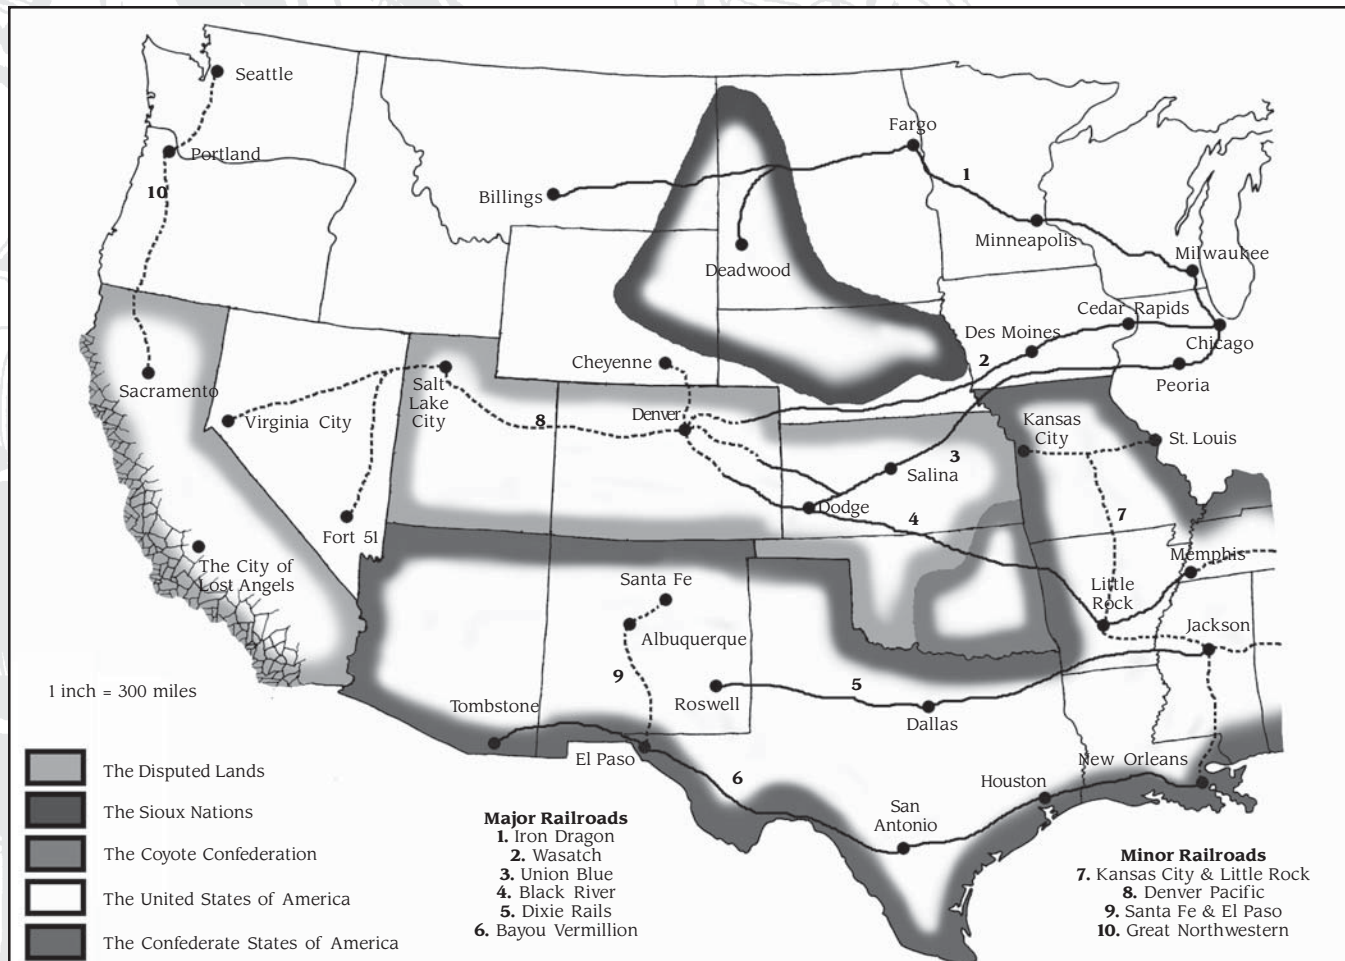 Seattle
Portland
10
Billings
Fargo
1
Minneapolis
Milwaukee
Deadwood
Cedar Rapids
Des Moines
Chicago
2
Peoria
Cheyenne
Sacramento
Salt
Lake
City
Virginia City
8
Denver
Kansas
City
St. Louis
3
Salina
Dodge
4
7
Fort 51
The City of
Lost Angels
Memphis
Little
Rock
Santa Fe
Albuquerque
Jackson
9
Roswell
5
Dallas
1 inch = 300 miles
Tombstone
El Paso
6
New Orleans
Houston
San
Antonio
The Disputed Lands
The Sioux Nations
The Coyote Confederation
The United States of America
The Confederate States of America
Major Railroads
1. Iron Dragon
2. Wasatch
3. Union Blue
4. Black River
5. Dixie Rails
6. Bayou Vermillion
Minor Railroads
7. Kansas City & Little Rock
8. Denver Pacific
9. Santa Fe & El Paso
10. Great Northwestern